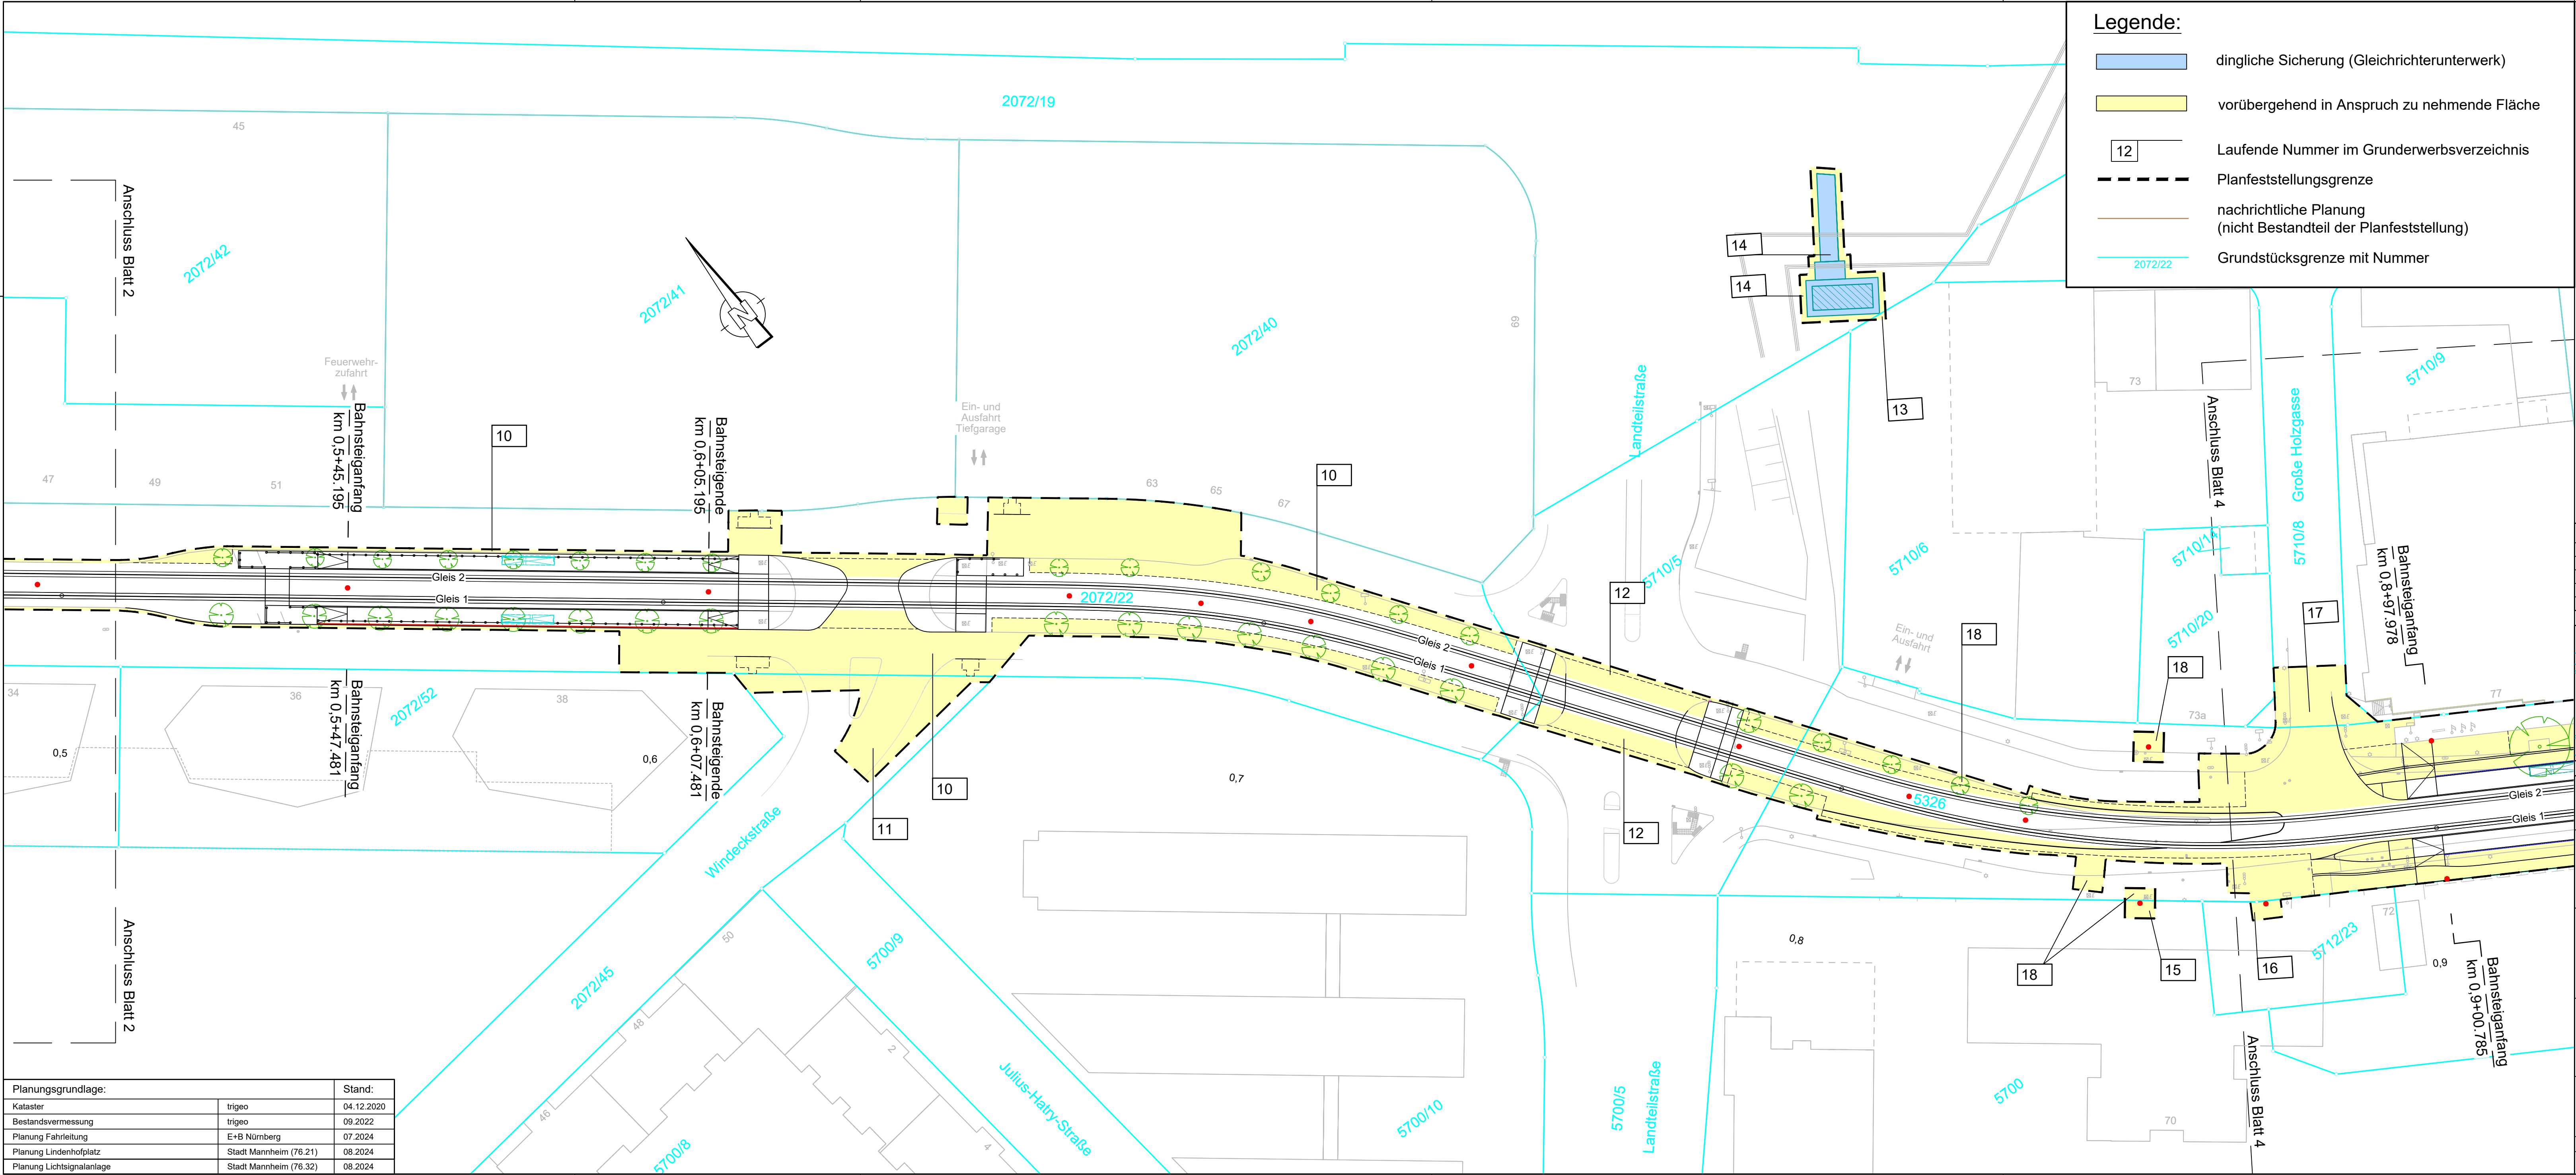 Legende:
dingliche Sicherung (Gleichrichterunterwerk)
vorübergehend in Anspruch zu nehmende Fläche
12
Laufende Nummer im Grunderwerbsverzeichnis
Planfeststellungsgrenze
nachrichtliche Planung
(nicht Bestandteil der Planfeststellung)
2072/22
Grundstücksgrenze mit Nummer
2072/19
45
Anschluss Blatt 2
2072/42
2072/41
N
2072/40
69
14
14
13
Landteilstraße
73
5710/9
Anschluss Blatt 4
Große Holzgasse
5710/8
Feuerwehr-
zufahrt
Bahnsteiganfang
km 0,5+45.195
10
Bahnsteigende
km 0,6+05.195
Ein- und
Ausfahrt
Tiefgarage
47
49
51
63
65
67
10
5710/5
5710/6
5710/14
5710/20
Bahnsteiganfang
km 0,8+97.978
Gleis 2
Gleis 1
2072/22
12
Gleis 2
Gleis 1
Ein- und
Ausfahrt
18
18
17
73a
77
34
36
38
0,5
0,6
2072/52
Bahnsteiganfang
km 0,5+47.481
Bahnsteigende
km 0,6+07.481
10
11
0,7
12
5326
Gleis 2
Gleis 1
Windeckstraße
Anschluss Blatt 2
2072/45
50
48
46
5700/9
2
4
Julius-Hatry-Straße
5700/8
5700/10
5700/5
Landteilstraße
0,8
18
15
16
5712/23
72
0,9
Bahnsteiganfang
km 0,9+00.785
5700
70
Anschluss Blatt 4
Planungsgrundlage: Stand:
Kataster trigeo 04.12.2020
Bestandsvermessung trigeo 09.2022
Planung Fahrleitung E+B Nürnberg 07.2024
Planung Lindenhofplatz Stadt Mannheim (76.21) 08.2024
Planung Lichtsignalanlage Stadt Mannheim (76.32) 08.2024